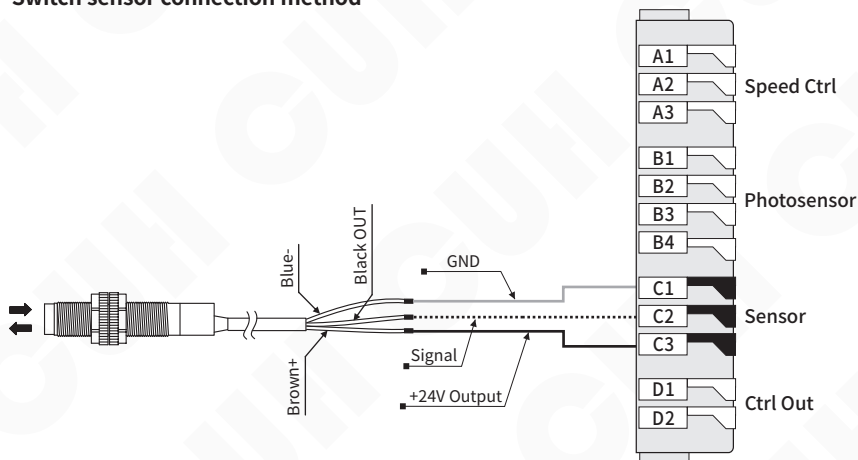 Switch sensor connection method
A1
A2
A3
Speed Ctrl
B1
B2
B3
B4
Photosensor
Blue-
Black OUT
Brown+
GND
Signal
+24V Output
C1
C2
C3
Sensor
D1
D2
Ctrl Out
CUH